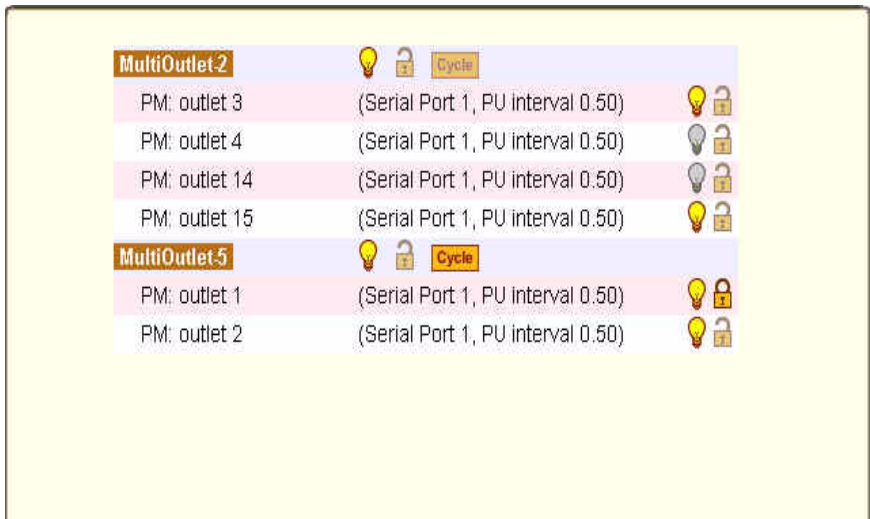 MultiOutlet-2 Cycle
PM: outlet 3 (Serial Port 1, PU interval 0.50)
PM: outlet 4 (Serial Port 1, PU interval 0.50)
PM: outlet 14 (Serial Port 1, PU interval 0.50)
PM: outlet 15 (Serial Port 1, PU interval 0.50)
MultiOutlet-5 Cycle
PM: outlet 1 (Serial Port 1, PU interval 0.50)
PM: outlet 2 (Serial Port 1, PU interval 0.50)